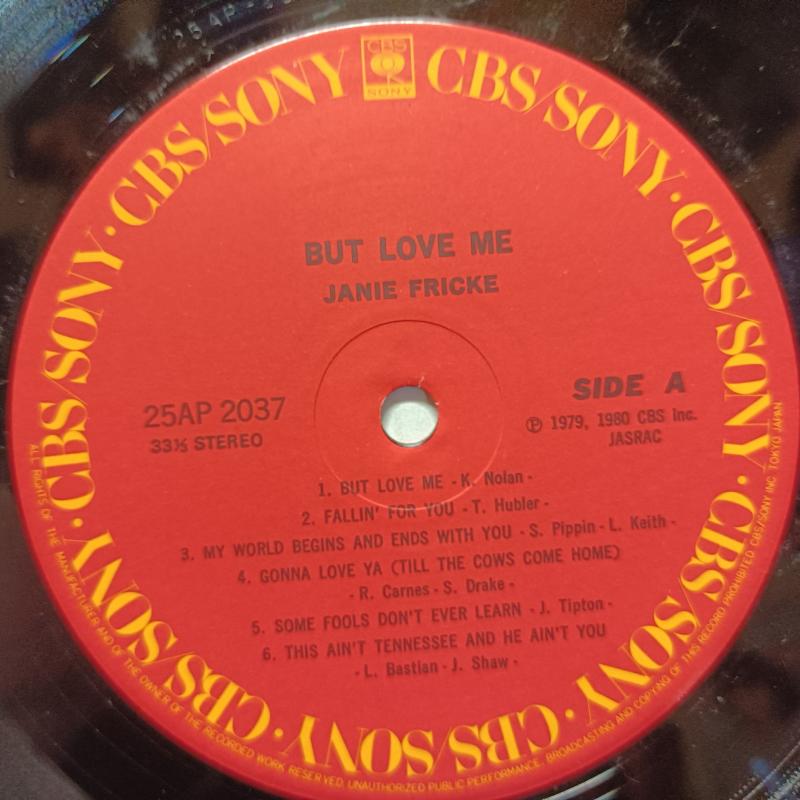 25AP-
CBS
SONY
CBS/SONY · CBS/SONY · CBS/SONY · CBS/SONY · CBS/SONY · CBS/SONY · CBS/SONY · CBS/SONY
BUT LOVE ME
JANIE FRICKE
25AP 2037
33⅓ STEREO
SIDE A
Ⓟ 1979, 1980 CBS Inc.
JASRAC
1. BUT LOVE ME - K. Nolan -
2. FALLIN' FOR YOU - T. Hubler -
3. MY WORLD BEGINS AND ENDS WITH YOU - S. Pippin - L. Keith -
4. GONNA LOVE YA (TILL THE COWS COME HOME)
- R. Carnes - S. Drake -
5. SOME FOOLS DON'T EVER LEARN - J. Tipton -
6. THIS AIN'T TENNESSEE AND HE AIN'T YOU
- L. Bastian - J. Shaw -
ALL RIGHTS OF THE MANUFACTURER AND OF THE OWNER OF THE RECORDED WORK RESERVED. UNAUTHORIZED PUBLIC PERFORMANCE, BROADCASTING AND COPYING OF THIS RECORD PROHIBITED CBS/SONY INC. TOKYO JAPAN